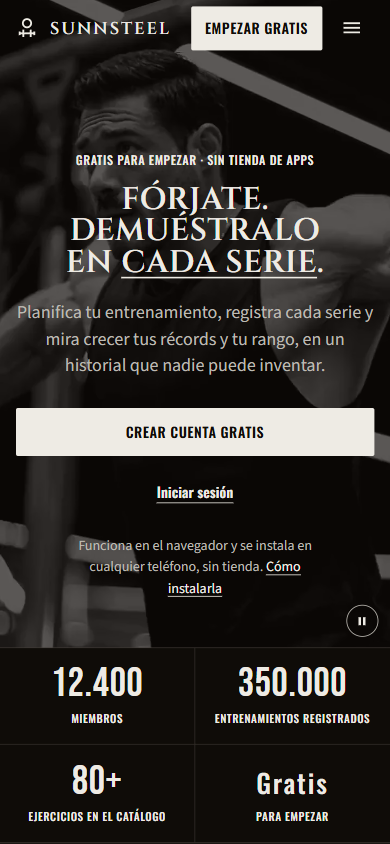 SUNNSTEEL
EMPEZAR GRATIS
GRATIS PARA EMPEZAR · SIN TIENDA DE APPS
FÓRJATE.
DEMUÉSTRALO
EN CADA SERIE.
Planifica tu entrenamiento, registra cada serie y
mira crecer tus récords y tu rango, en un
historial que nadie puede inventar.
CREAR CUENTA GRATIS
Iniciar sesión
Funciona en el navegador y se instala en
cualquier teléfono, sin tienda. Cómo
instalarla
12.400
MIEMBROS
350.000
ENTRENAMIENTOS REGISTRADOS
80+
EJERCICIOS EN EL CATÁLOGO
Gratis
PARA EMPEZAR